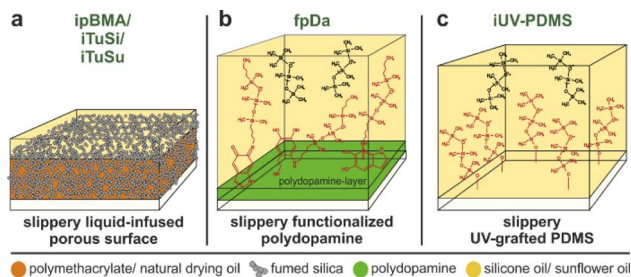 a
ipBMA/
iTuSi/
iTuSu
slippery liquid-infused
porous surface
b
fpDa
polydopamine-layer
slippery functionalized
polydopamine
c
iUV-PDMS
slippery
UV-grafted PDMS
polymethacrylate/ natural drying oil
fumed silica
polydopamine
silicone oil/ sunflower oil